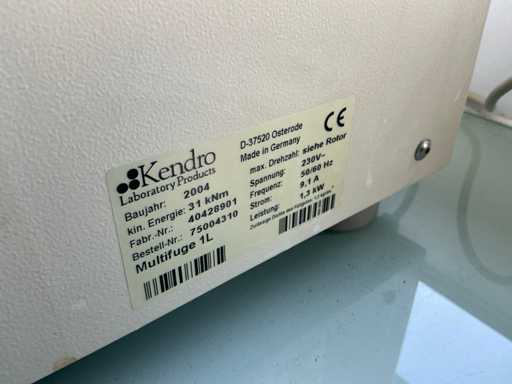 Kendro
Laboratory Products
Baujahr: 2004
kin. Energie: 31 kNm
Fabr.-Nr.: 40428901
Bestell-Nr.: 75004310
Multifuge 1L
D-37520 Osterode
Made in Germany
CE
max. Drehzahl: siehe Rotor
Spannung: 230V~
Frequenz: 50/60 Hz
Strom: 9,1 A
Leistung: 1,3 kW